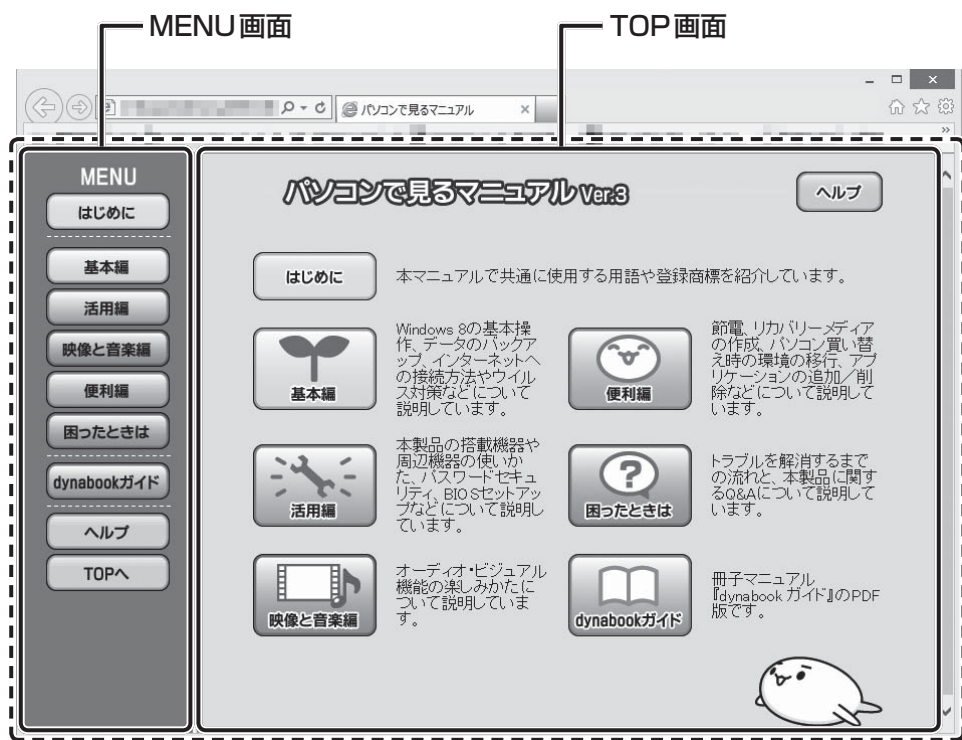 MENU画面
TOP画面
パソコンで見るマニュアル
MENU
はじめに
基本編
活用編
映像と音楽編
便利編
困ったときは
dynabookガイド
ヘルプ
TOPへ
パソコンで見るマニュアル Ver.3
ヘルプ
はじめに
本マニュアルで共通に使用する用語や登録商標を紹介しています。
基本編
Windows 8の基本操
作、データのバックア
ップ、インターネットへ
の接続方法やウイル
ス対策などについて
説明しています。
便利編
節電、リカバリーメディア
の作成、パソコン買い替
え時の環境の移行、アプ
リケーションの追加／削
除などについて説明して
います。
活用編
本製品の搭載機器や
周辺機器の使いか
た、パスワードセキュ
リティ、BIOSセットアッ
プなどについて説明し
ています。
困ったときは
トラブルを解消するまで
の流れと、本製品に関す
るQ&Aについて説明して
います。
映像と音楽編
オーディオ・ビジュアル
機能の楽しみかたに
ついて説明していま
す。
dynabookガイド
冊子マニュアル
『dynabook ガイド』のPDF
版です。